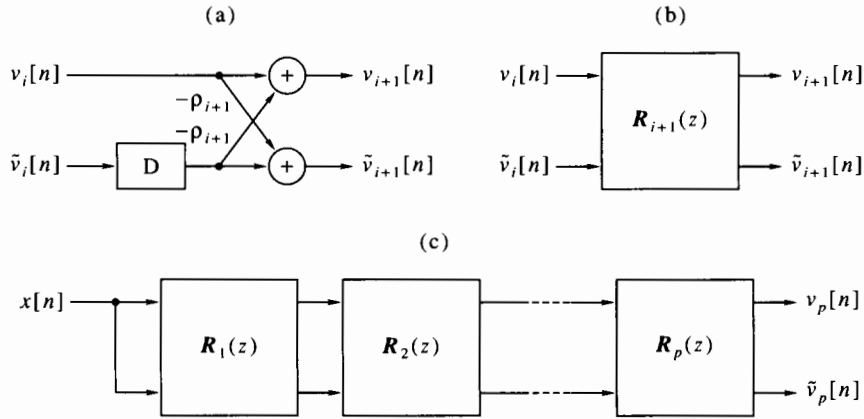 (a)
v_i[n]
−ρ_{i+1}
−ρ_{i+1}
+
v_{i+1}[n]
ṽ_i[n]
D
+
ṽ_{i+1}[n]
(b)
v_i[n]
R_{i+1}(z)
v_{i+1}[n]
ṽ_i[n]
ṽ_{i+1}[n]
(c)
x[n]
R_1(z)
R_2(z)
R_p(z)
v_p[n]
ṽ_p[n]